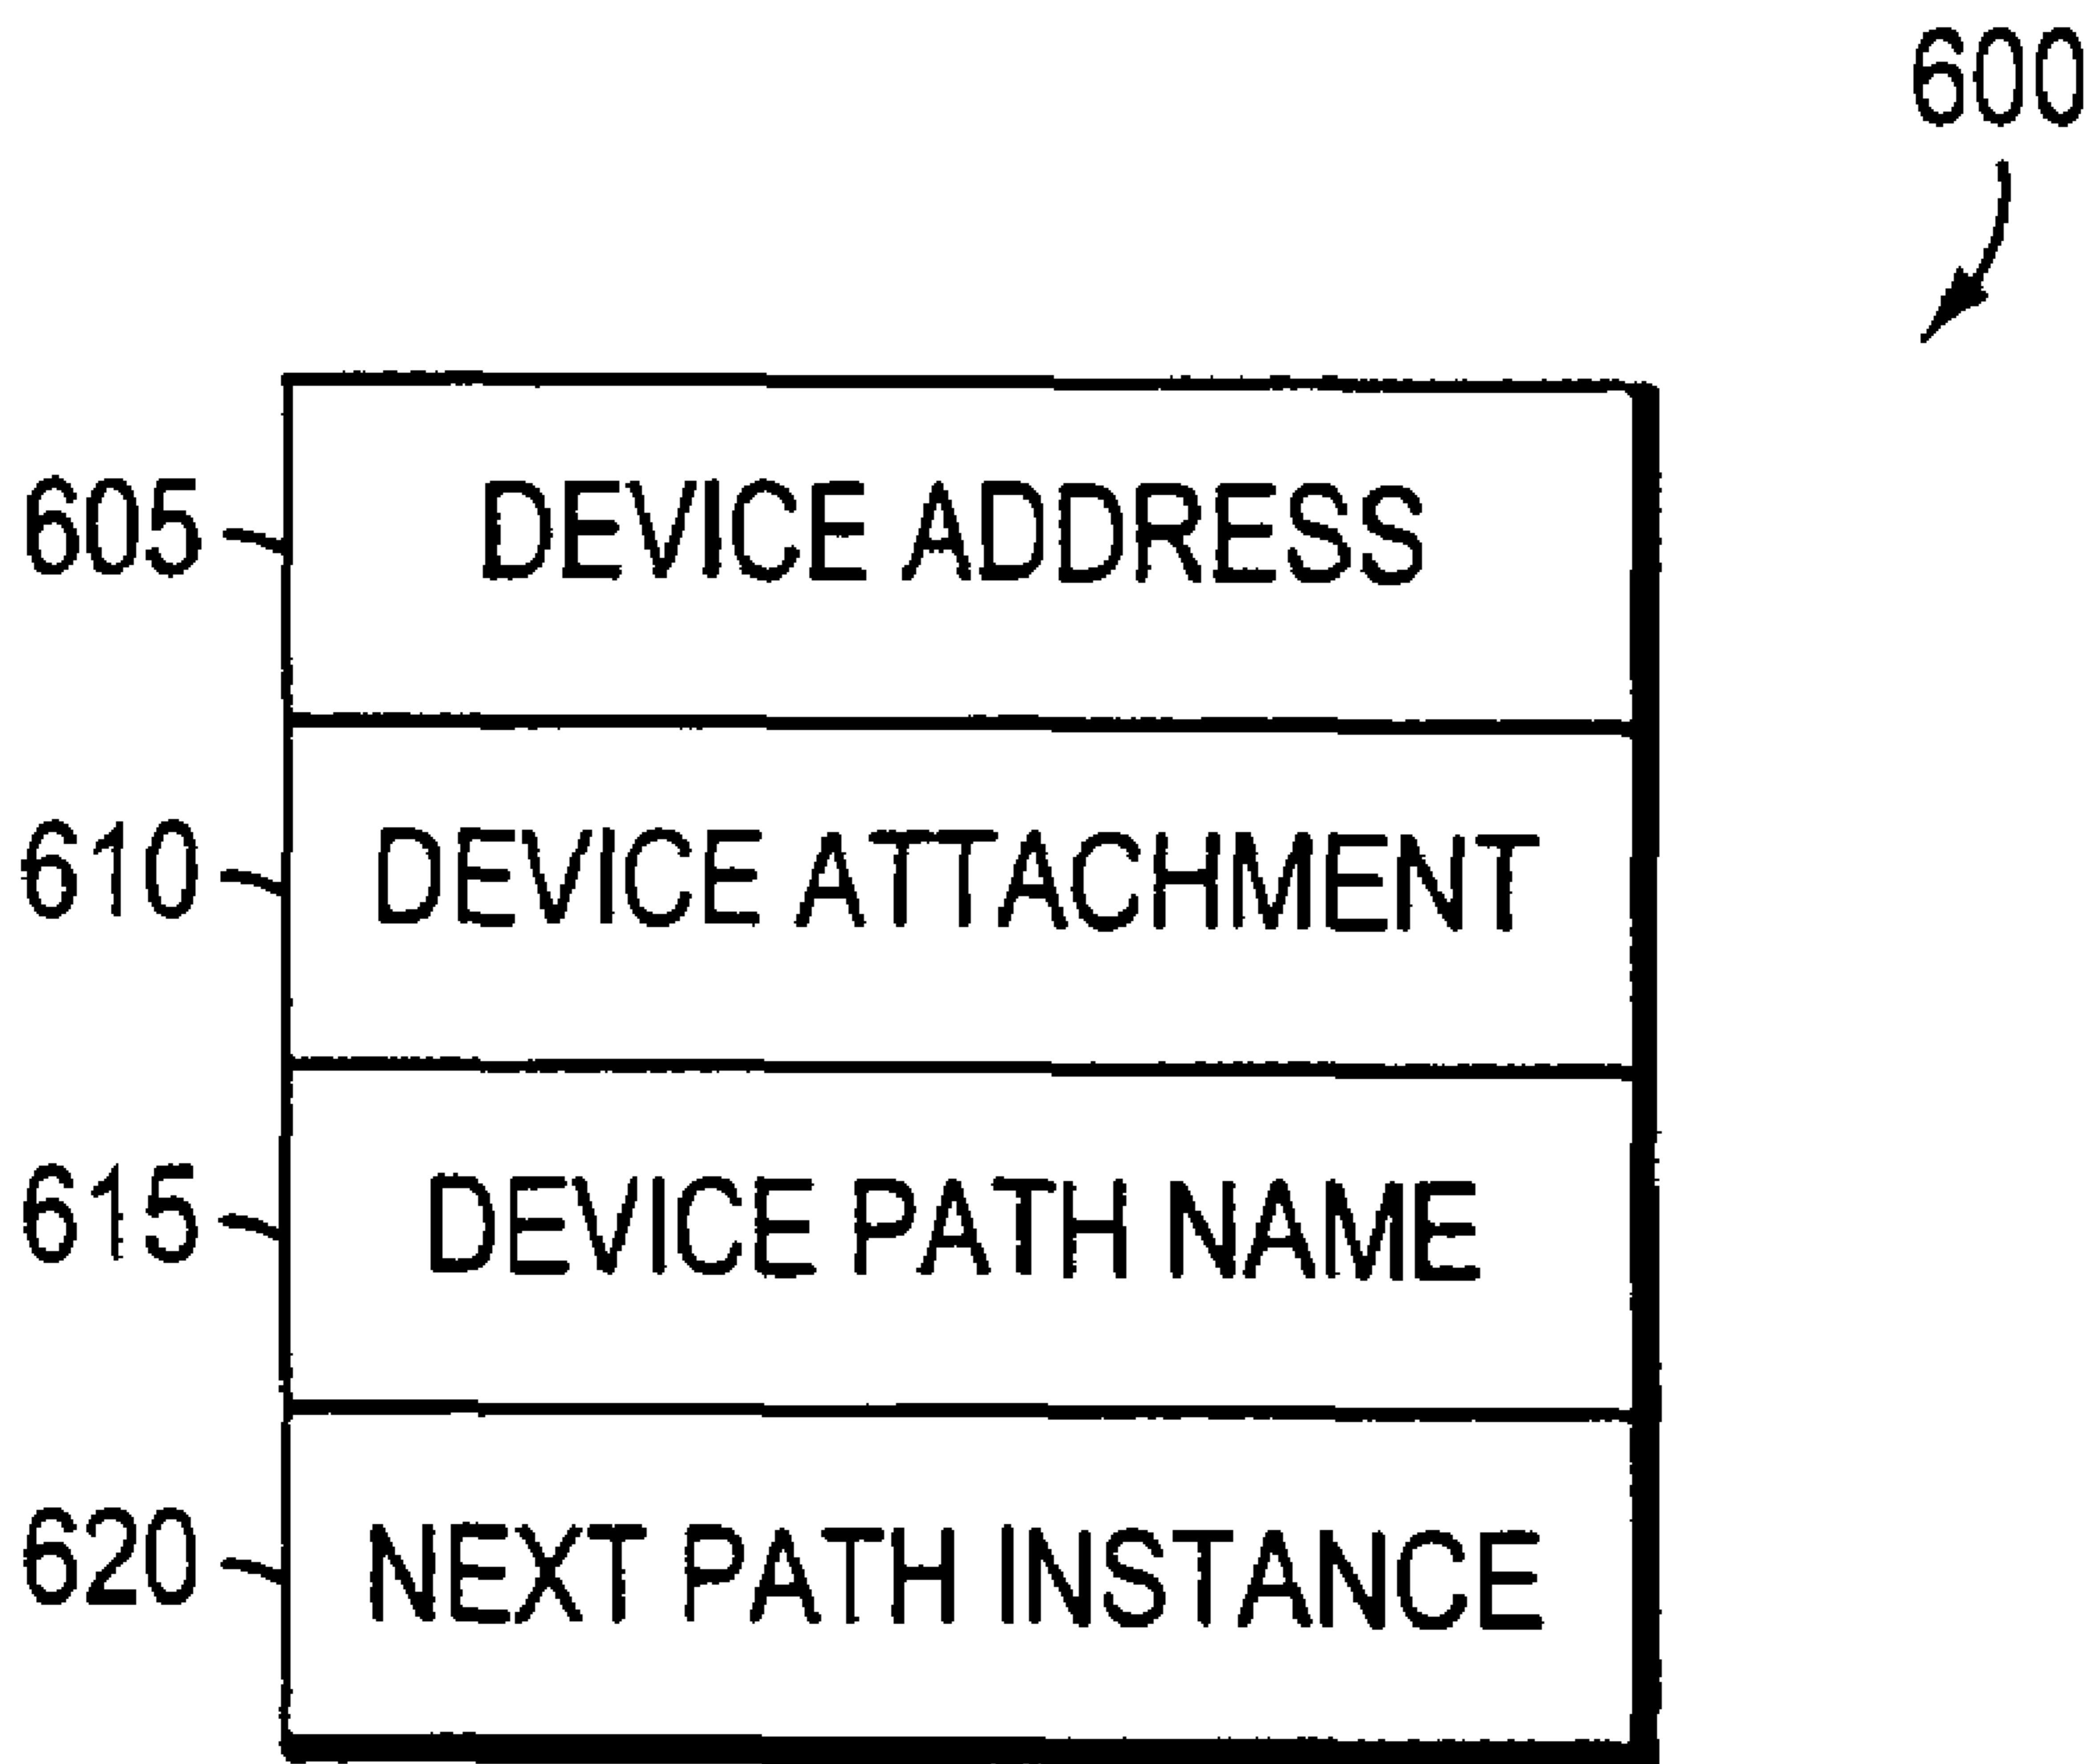 600
605 DEVICE ADDRESS
610 DEVICE ATTACHMENT
615 DEVICE PATH NAME
620 NEXT PATH INSTANCE